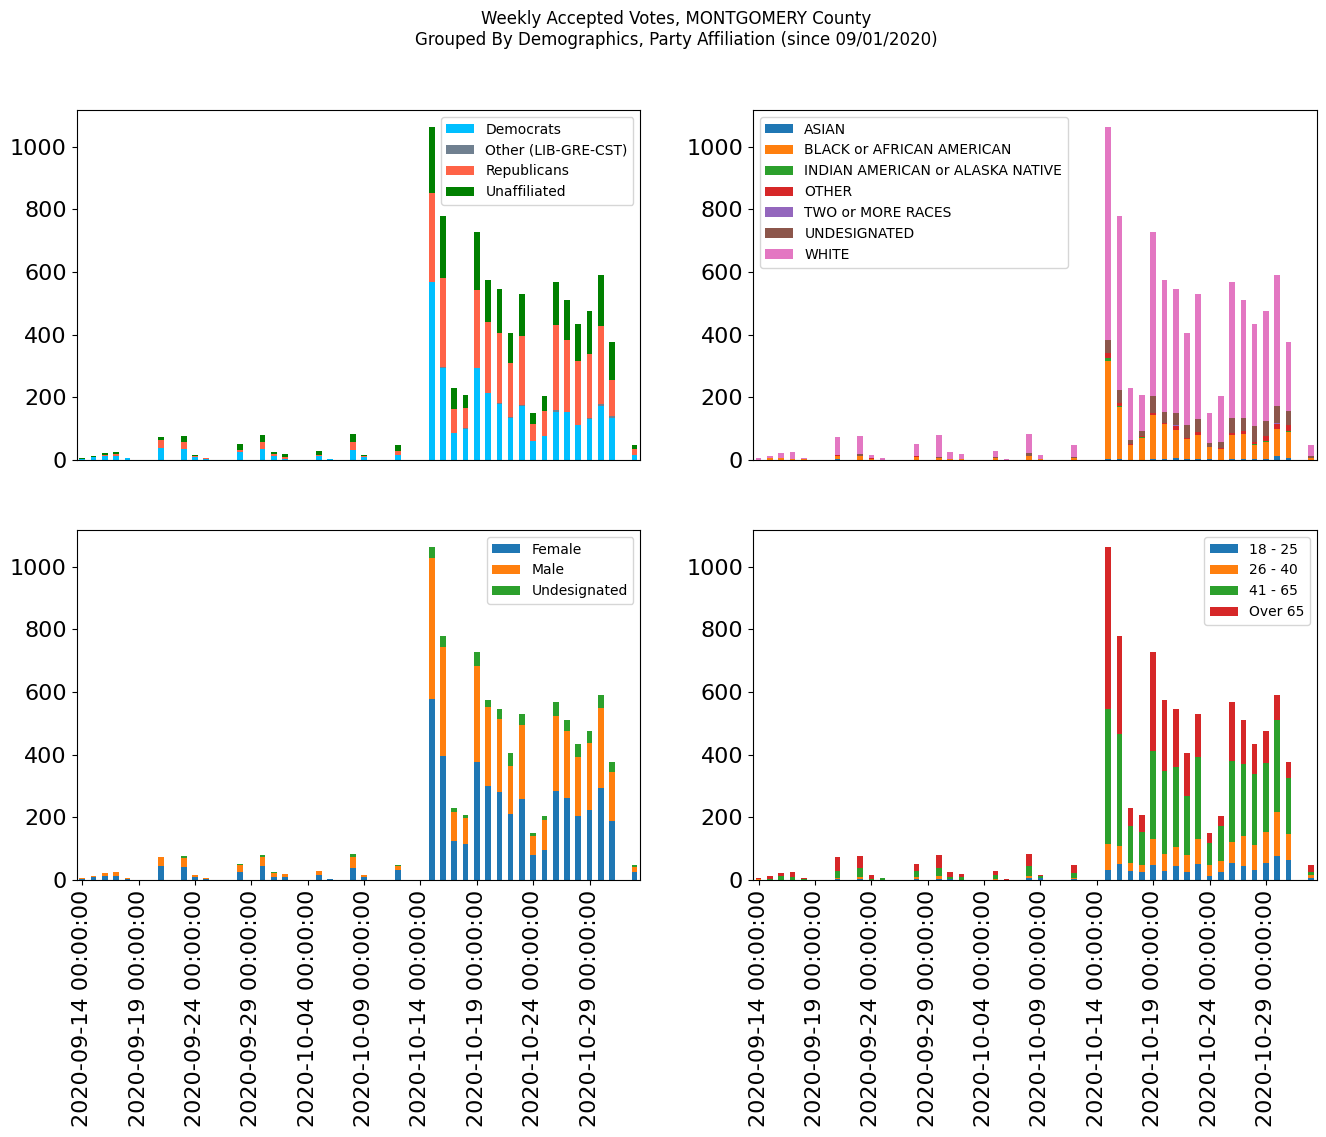 Weekly Accepted Votes, MONTGOMERY County
Grouped By Demographics, Party Affiliation (since 09/01/2020)
1000
800
600
400
200
0
Democrats
Other (LIB-GRE-CST)
Republicans
Unaffiliated
1000
800
600
400
200
0
ASIAN
BLACK or AFRICAN AMERICAN
INDIAN AMERICAN or ALASKA NATIVE
OTHER
TWO or MORE RACES
UNDESIGNATED
WHITE
1000
800
600
400
200
0
Female
Male
Undesignated
2020-09-14 00:00:00
2020-09-19 00:00:00
2020-09-24 00:00:00
2020-09-29 00:00:00
2020-10-04 00:00:00
2020-10-09 00:00:00
2020-10-14 00:00:00
2020-10-19 00:00:00
2020-10-24 00:00:00
2020-10-29 00:00:00
1000
800
600
400
200
0
18 - 25
26 - 40
41 - 65
Over 65
2020-09-14 00:00:00
2020-09-19 00:00:00
2020-09-24 00:00:00
2020-09-29 00:00:00
2020-10-04 00:00:00
2020-10-09 00:00:00
2020-10-14 00:00:00
2020-10-19 00:00:00
2020-10-24 00:00:00
2020-10-29 00:00:00